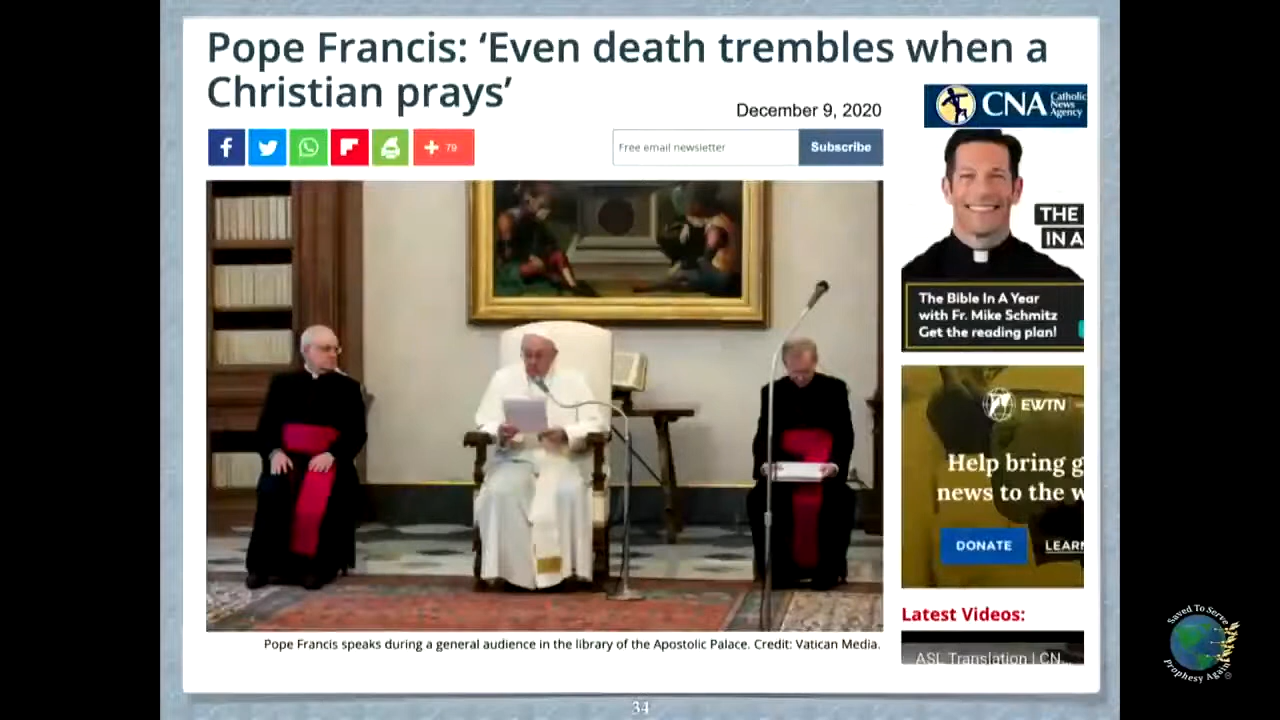 Pope Francis: ‘Even death trembles when a
Christian prays’
December 9, 2020
CNA Catholic
News
Agency
f
79
Free email newsletter
Subscribe
THE
IN A
The Bible In A Year
with Fr. Mike Schmitz
Get the reading plan!
EWTN
Help bring g
news to the w
DONATE
LEARN
Latest Videos:
ASL Translation | CN...
Pope Francis speaks during a general audience in the library of the Apostolic Palace. Credit: Vatican Media.
34
Saved To Serve
Prophesy Again